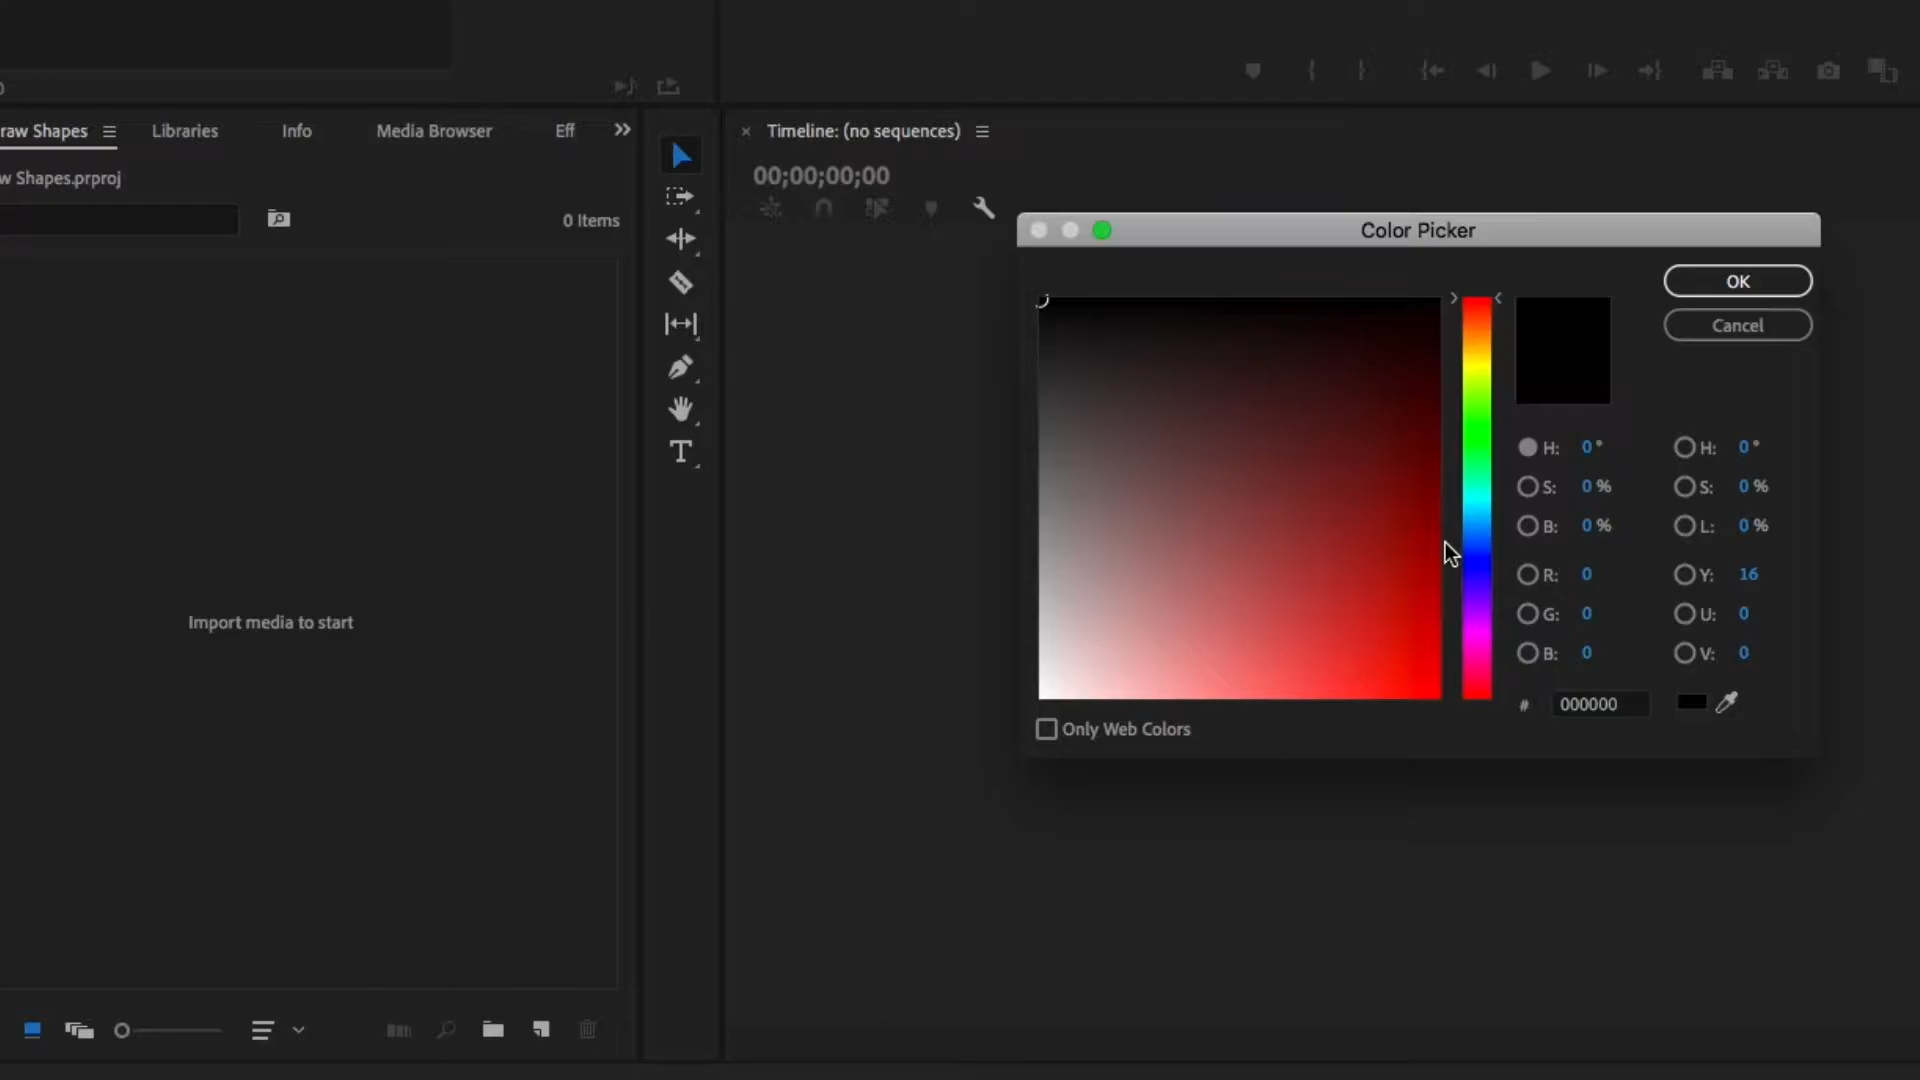 raw Shapes
Libraries
Info
Media Browser
Eff
w Shapes.prproj
0 Items
Import media to start
T
Timeline: (no sequences)
00;00;00;00
Color Picker
OK
Cancel
H: 0 °
H: 0 °
S: 0 %
S: 0 %
B: 0 %
L: 0 %
R: 0
Y: 16
G: 0
U: 0
B: 0
V: 0
# 000000
Only Web Colors